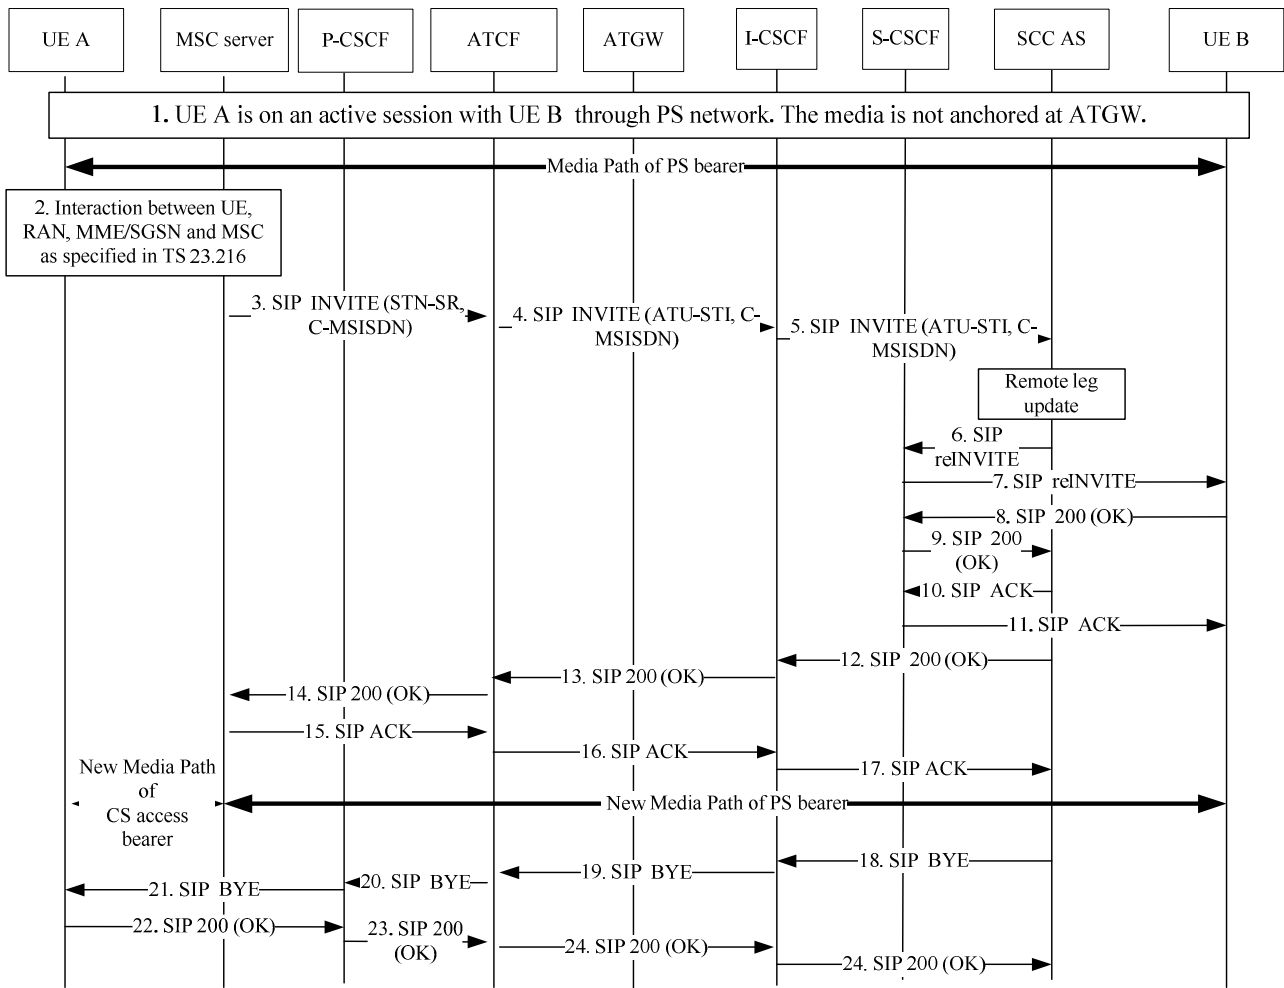 UE A
MSC server
P-CSCF
ATCF
ATGW
I-CSCF
S-CSCF
SCC AS
UE B
1. UE A is on an active session with UE B through PS network. The media is not anchored at ATGW.
Media Path of PS bearer
2. Interaction between UE,
RAN, MME/SGSN and MSC
as specified in TS 23.216
3. SIP INVITE (STN-SR,
C-MSISDN)
4. SIP INVITE (ATU-STI, C-
MSISDN)
5. SIP INVITE (ATU-STI, C-
MSISDN)
Remote leg
update
6. SIP
reINVITE
7. SIP reINVITE
8. SIP 200 (OK)
9. SIP 200
(OK)
10. SIP ACK
11. SIP ACK
12. SIP 200 (OK)
13. SIP 200 (OK)
14. SIP 200 (OK)
15. SIP ACK
16. SIP ACK
17. SIP ACK
New Media Path
of
CS access
bearer
New Media Path of PS bearer
18. SIP BYE
19. SIP BYE
20. SIP BYE
21. SIP BYE
22. SIP 200 (OK)
23. SIP 200
(OK)
24. SIP 200 (OK)
24. SIP 200 (OK)